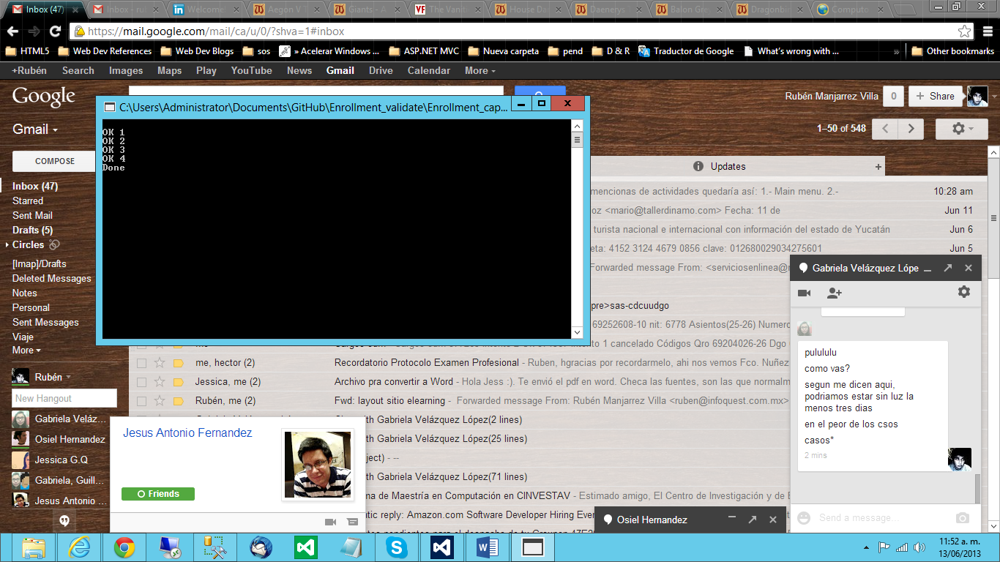 Inbox (47)
Inbox - ru
Welcome
Aegon V T
Giants - A
The Vanit
House B
Daenerys T
Balon Gre
Dragonbin
Computo
https://mail.google.com/mail/ca/u/0/?shva=1#inbox
HTML5 Web Dev References Web Dev Blogs sos » Acelerar Windows ... ASP.NET MVC Nueva carpeta pend D & R Traductor de Google What's wrong with ... » Other bookmarks
+Rubén Search Images Maps Play YouTube News Gmail Drive Calendar More
Google
Rubén Manjarrez Villa 0 + Share
C:\Users\Administrator\Documents\GitHub\Enrollment_validate\Enrollment_cap...
OK 1
OK 2
OK 3
OK 4
Done
Gmail
1–50 of 548
COMPOSE
Inbox (47)
Starred
Sent Mail
Drafts (5)
Circles
[Imap]/Drafts
Deleted Messages
Notes
Personal
Sent Messages
Viaje
More
Rubén
New Hangout
Gabriela Veláz...
Osiel Hernandez
Jessica G.Q
Gabriela, Guill...
Jesus Antonio ...
Updates +
mencionas de actividades quedaría así: 1.- Main menu. 2.- 10:28 am
oz <mario@tallerdinamo.com> Fecha: 11 de Jun 11
turista nacional e internacional con información del estado de Yucatán Jun 6
eta: 4152 3124 4679 0856 clave: 012680029034275601 Jun 5
Forwarded message From: <serviciosenlinea@
pre>sas-cdcuudgo
69252608-10 nit: 6778 Asientos(25-26) Numero
1 cancelado Códigos Qro 69204026-26 Dgo
me, hector (2) Recordatorio Protocolo Examen Profesional - Ruben, hgracias por recordarmelo, ahi nos vemos Fco. Nuñez
Jessica, me (2) Archivo pra convertir a Word - Hola Jess :). Te envió el pdf en word. Checa las fuentes, son las que normalm
Rubén, me (2) Fwd: layout sitio elearning - Forwarded message From: Rubén Manjarrez Villa <ruben@infoquest.com.mx>
ith Gabriela Velázquez López(2 lines)
th Gabriela Velázquez López(25 lines)
ject) - --
th Gabriela Velázquez López(71 lines)
ma de Maestría en Computación en CINVESTAV - Estimado amigo, El Centro de Investigación y de E
tic reply: Amazon.com Software Developer Hiring Even
Jesus Antonio Fernandez
Friends
Gabriela Velázquez Lópe
pulululu
como vas?
segun me dicen aqui,
podriamos estar sin luz la
menos tres dias
en el peor de los csos
casos*
2 mins
Send a message...
Osiel Hernandez
11:52 a. m.
13/06/2013